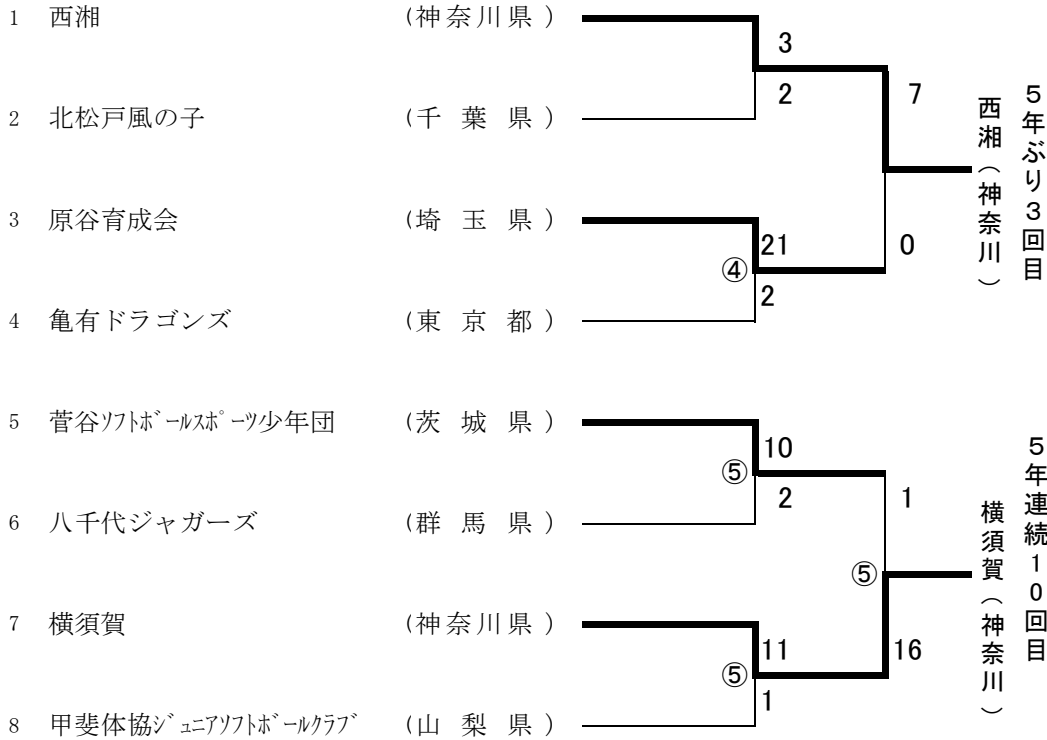 1 西湘 (神奈川県)
3
2
7
2 北松戸風の子 (千葉県)
3 原谷育成会 (埼玉県)
21
④
2
0
4 亀有ドラゴンズ (東京都)
西湘(神奈川)
5年ぶり3回目
5 菅谷ソフトボールスポーツ少年団 (茨城県)
10
⑤
2
1
6 八千代ジャガーズ (群馬県)
⑤
7 横須賀 (神奈川県)
11
⑤
1
16
8 甲斐体協ジュニアソフトボールクラブ (山梨県)
横須賀(神奈川)
5年連続10回目